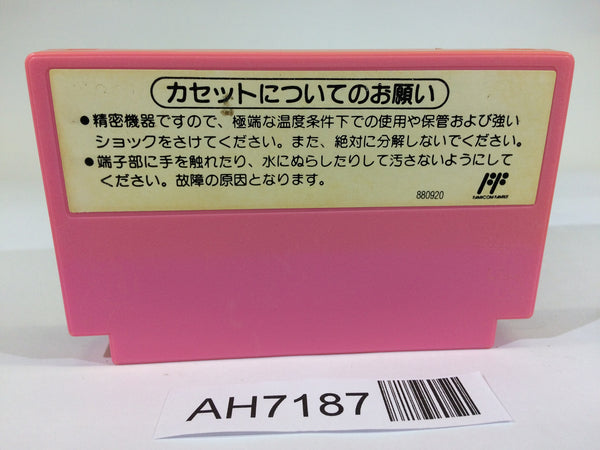 カセットについてのお願い
●精密機器ですので、極端な温度条件下での使用や保管および強い
ショックをさけてください。また、絶対に分解しないでください。
●端子部に手を触れたり、水にぬらしたりして汚さないようにして
ください。故障の原因となります。
880920
FAMICOM FAMILY
AH7187